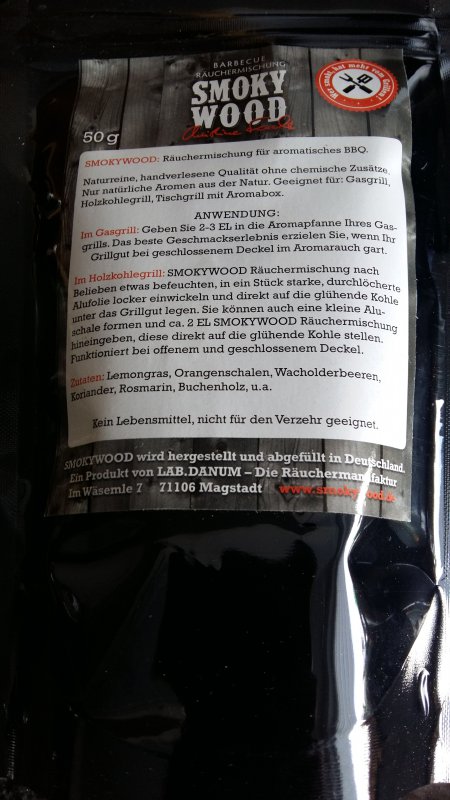 BARBECUE
RÄUCHERMISCHUNG
SMOKY
WOOD
50 g
Wer smokt, hat mehr vom Grillen!
SMOKYWOOD: Räuchermischung für aromatisches BBQ.
Naturreine, handverlesene Qualität ohne chemische Zusätze.
Nur natürliche Aromen aus der Natur. Geeignet für: Gasgrill,
Holzkohlegrill, Tischgrill mit Aromabox.
ANWENDUNG:
Im Gasgrill: Geben Sie 2-3 EL in die Aromapfanne Ihres Gas-
grills. Das beste Geschmackserlebnis erzielen Sie, wenn Ihr
Grillgut bei geschlossenem Deckel im Aromarauch gart.
Im Holzkohlegrill: SMOKYWOOD Räuchermischung nach
Belieben etwas befeuchten, in ein Stück starke, durchlöcherte
Alufolie locker einwickeln und direkt auf die glühende Kohle
unter das Grillgut legen. Sie können auch eine kleine Alu-
schale formen und ca. 2 EL SMOKYWOOD Räuchermischung
hineingeben, diese direkt auf die glühende Kohle stellen.
Funktioniert bei offenem und geschlossenem Deckel.
Zutaten: Lemongras, Orangenschalen, Wacholderbeeren,
Koriander, Rosmarin, Buchenholz, u.a.
Kein Lebensmittel, nicht für den Verzehr geeignet.
SMOKYWOOD wird hergestellt und abgefüllt in Deutschland.
Ein Produkt von LAB.DANUM – Die Räuchermanufaktur
Im Wäsemle 7 71106 Magstadt www.smokywood.de